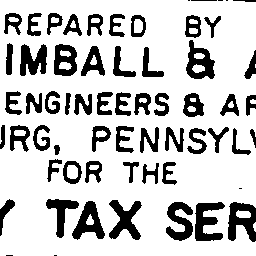 REPARED BY
IMBALL & A
ENGINEERS & AR
URG, PENNSYLV
FOR THE
Y TAX SER